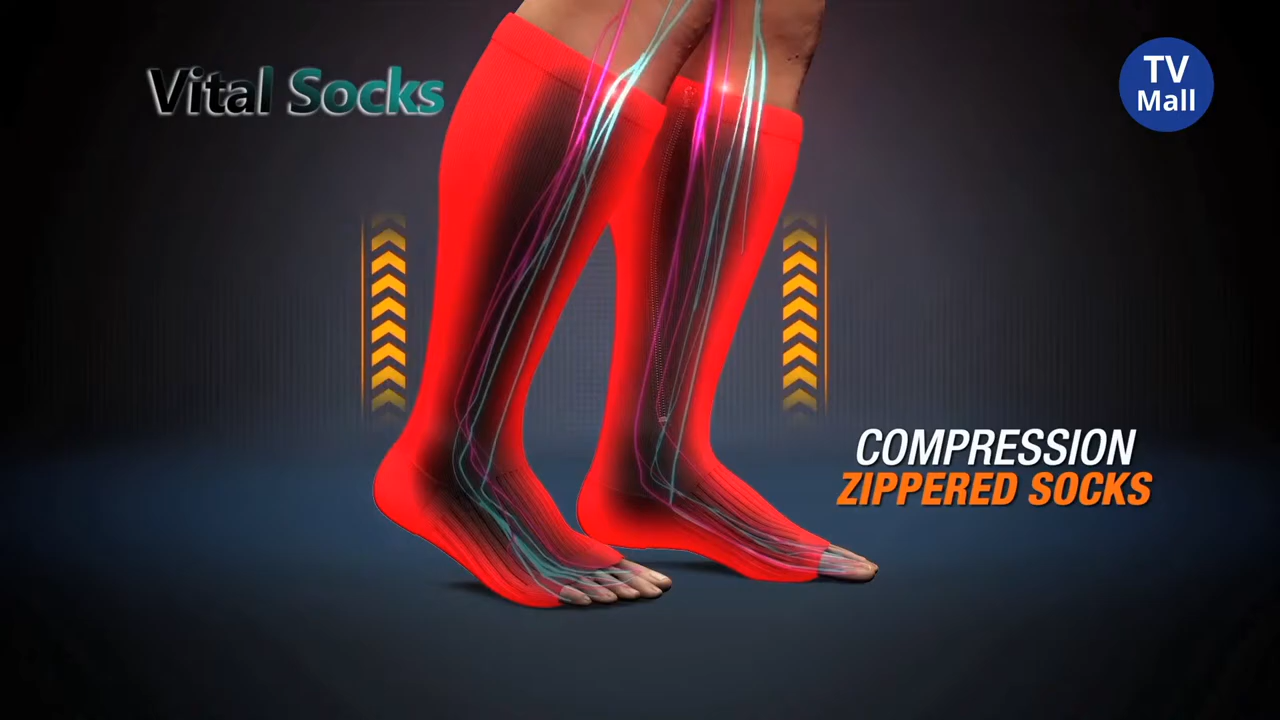 Vital Socks
TV
Mall
COMPRESSION
ZIPPERED SOCKS